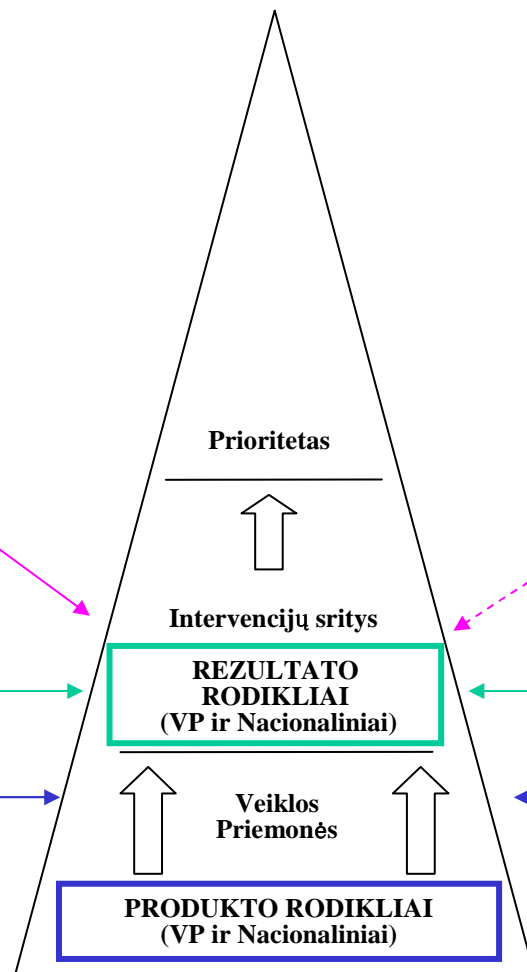 Prioritetas
Intervencijų sritys
REZULTATO
RODIKLIAI
(VP ir Nacionaliniai)
Veiklos
Priemonės
PRODUKTO RODIKLIAI
(VP ir Nacionaliniai)